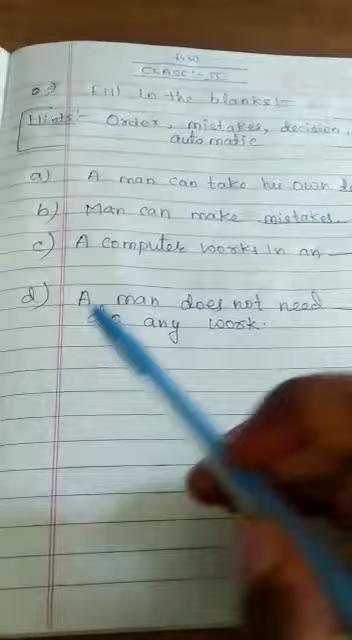 CLASS:- II
Fill in the blanks:-
Hints:- Order, mistakes, decision,
automatic
a) A man can take his own
b) Man can make mistakes
c) A computer works in an
d) A man does not need
any work.